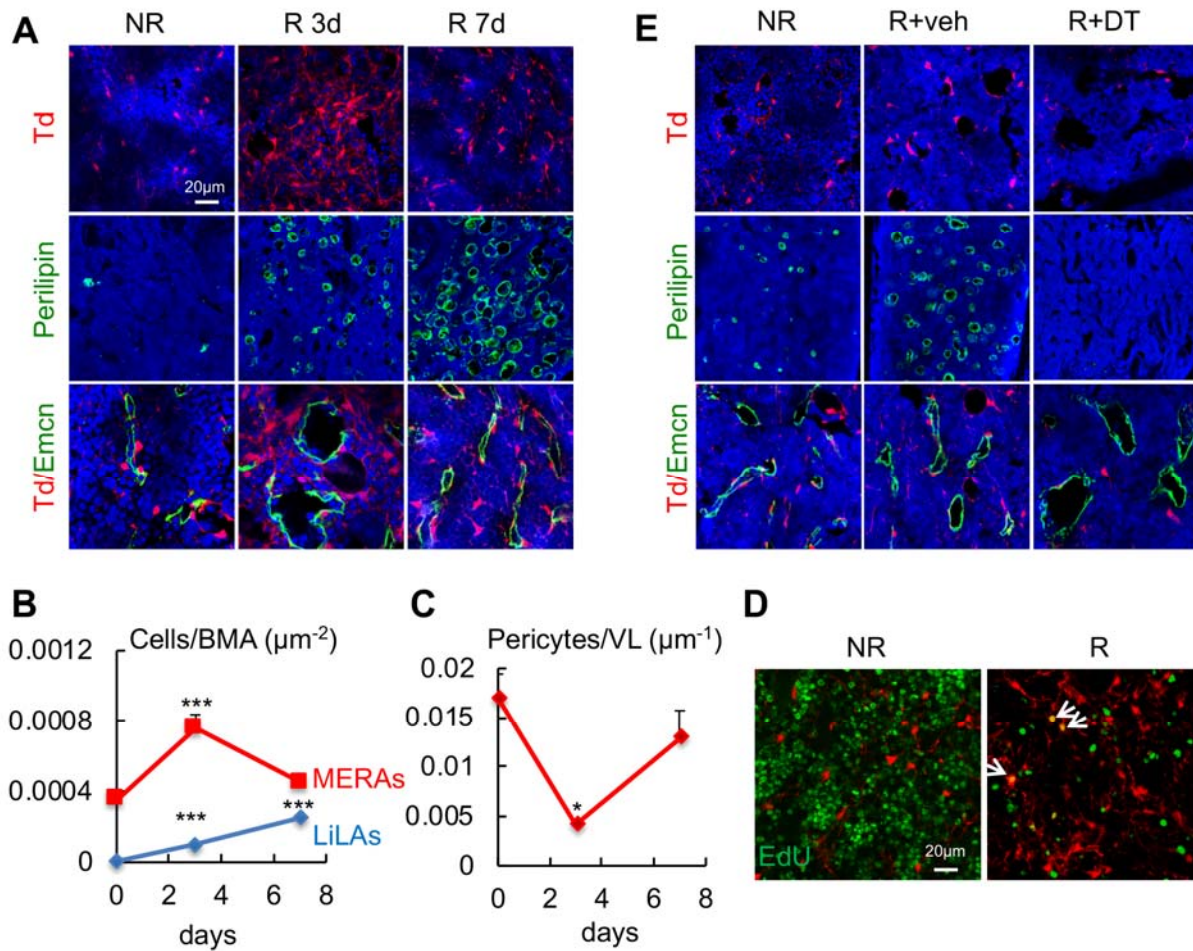 A
NR
R 3d
R 7d
Td
20µm
Perilipin
Td/Emcn
E
NR
R+veh
R+DT
Td
Perilipin
Td/Emcn
B
Cells/BMA (µm-2)
0.0012
0.0008
0.0004
0
***
***
***
MERAs
LiLAs
0 2 4 6 8
days
C
Pericytes/VL (µm-1)
0.02
0.015
0.01
0.005
0
*
0 2 4 6 8
days
D
NR
R
EdU
20µm